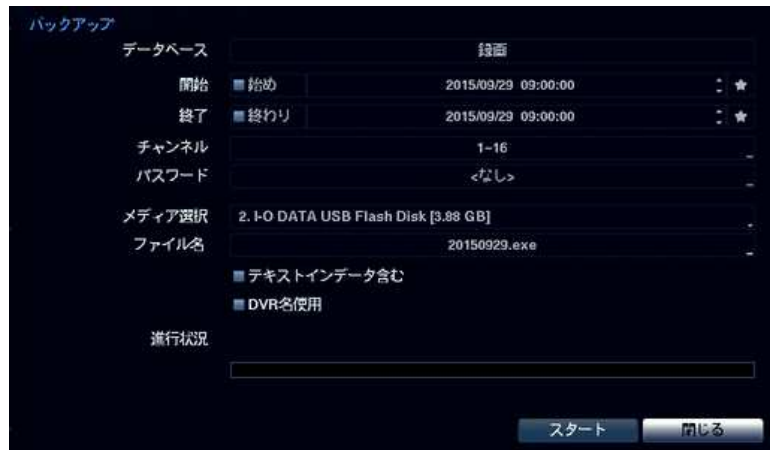 バックアップ
データベース 録画
開始 始め 2015/09/29 09:00:00
終了 終わり 2015/09/29 09:00:00
チャンネル 1-16
パスワード <なし>
メディア選択 2. I-O DATA USB Flash Disk [3.88 GB]
ファイル名 20150929.exe
テキストインデータ含む
DVR名使用
進行状況
スタート 閉じる